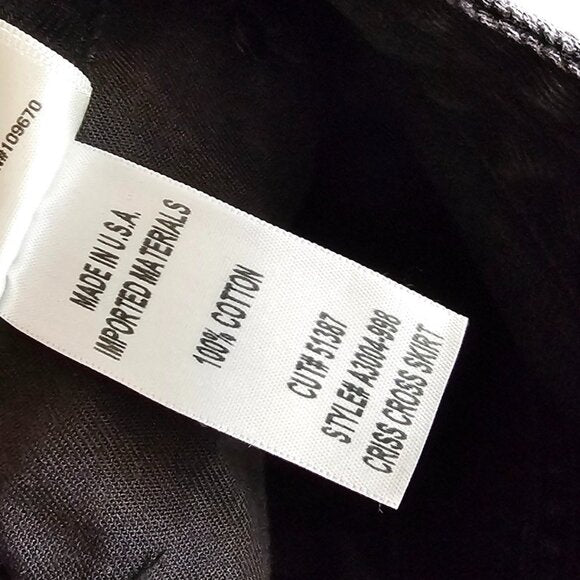 #109670
MADE IN U.S.A.
IMPORTED MATERIALS
100% COTTON
CUT# 51387
STYLE# A3004-998
CRISS CROSS SKIRT